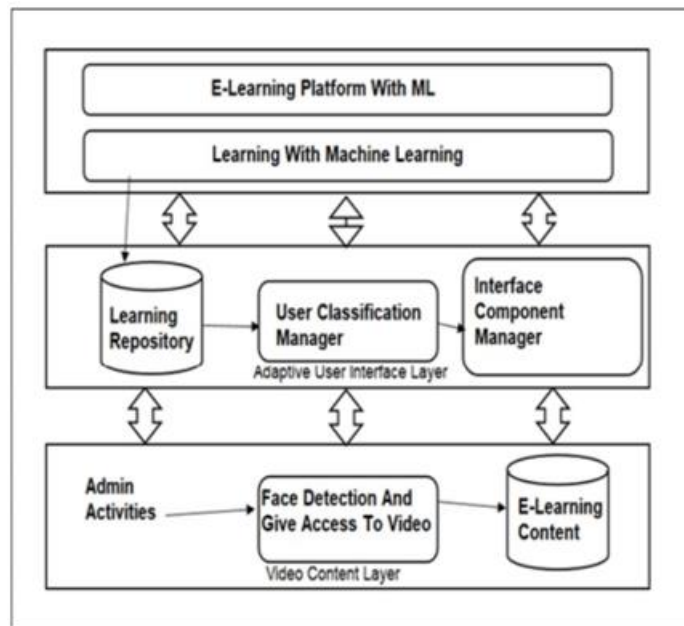 E-Learning Platform With ML
Learning With Machine Learning
Learning
Repository
User Classification
Manager
Interface
Component
Manager
Adaptive User Interface Layer
Admin
Activities
Face Detection And
Give Access To Video
E-Learning
Content
Video Content Layer